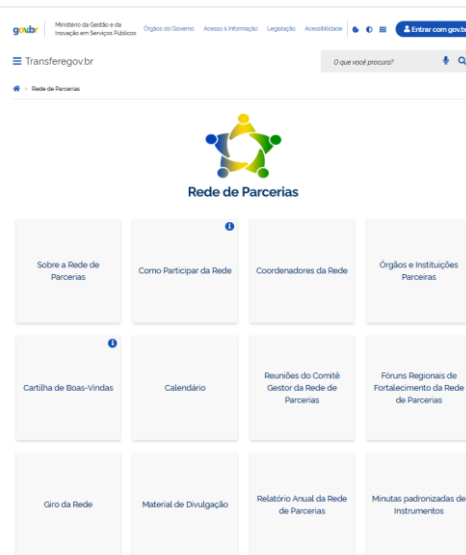 gov.br
Ministério da Gestão e da
Inovação em Serviços Públicos
Órgãos do Governo Acesso à Informação Legislação Acessibilidade
Entrar com gov.br
Transferegov.br
O que você procura?
Rede de Parcerias
Rede de Parcerias
Sobre a Rede de
Parcerias
Como Participar da Rede
Coordenadores da Rede
Órgãos e Instituições
Parceiras
Cartilha de Boas-Vindas
Calendário
Reuniões do Comitê
Gestor da Rede de
Parcerias
Fóruns Regionais de
Fortalecimento da Rede
de Parcerias
Giro da Rede
Material de Divulgação
Relatório Anual da Rede
de Parcerias
Minutas padronizadas de
Instrumentos